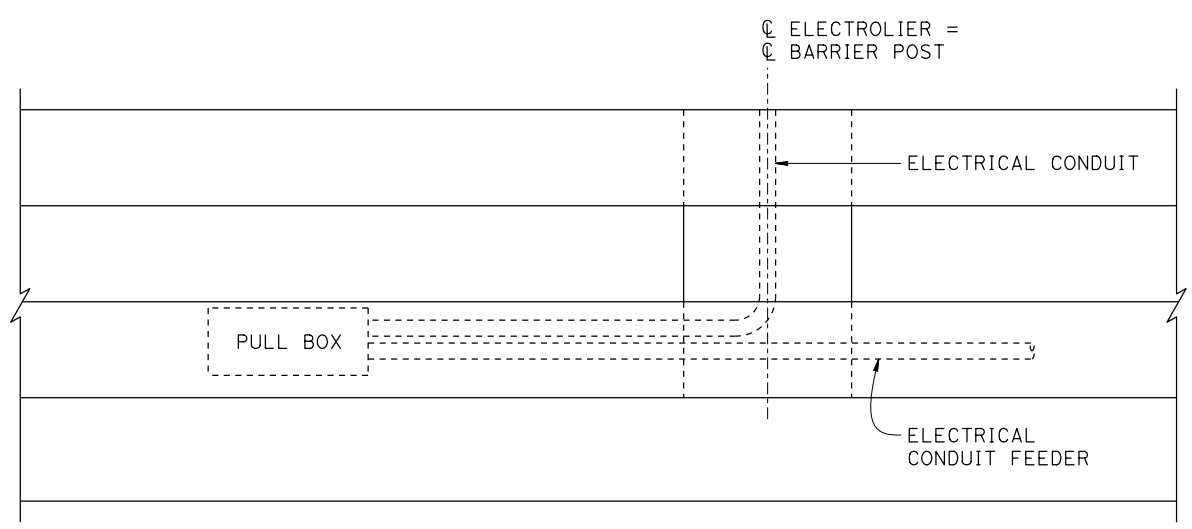 ℄ ELECTROLIER =
℄ BARRIER POST
ELECTRICAL CONDUIT
PULL BOX
ELECTRICAL
CONDUIT FEEDER